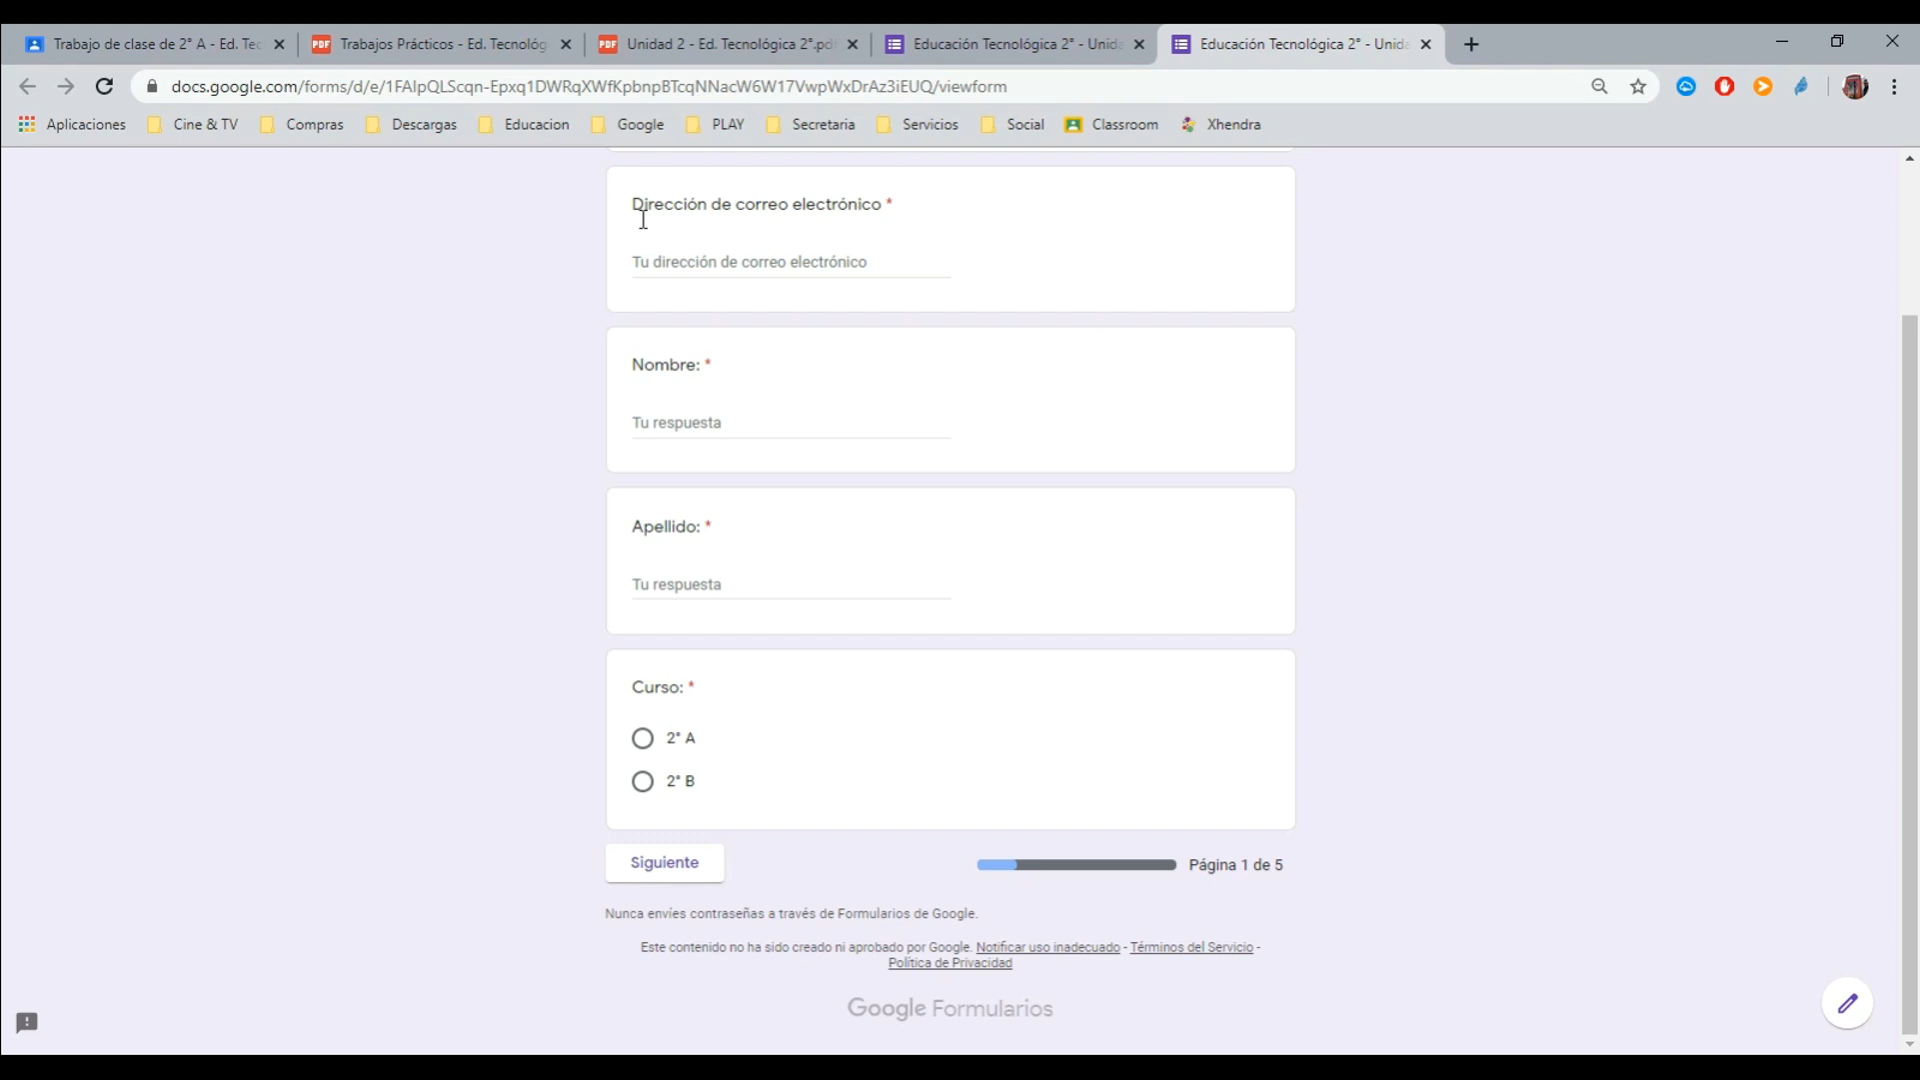 Trabajo de clase de 2° A - Ed. Tec
Trabajos Prácticos - Ed. Tecnológ
Unidad 2 - Ed. Tecnológica 2°.pdf
Educación Tecnológica 2° - Unida
Educación Tecnológica 2° - Unida
docs.google.com/forms/d/e/1FAIpQLScqn-Epxq1DWRqXWfKpbnpBTcqNNacW6W17VwpWxDrAz3iEUQ/viewform
Aplicaciones Cine & TV Compras Descargas Educacion Google PLAY Secretaria Servicios Social Classroom Xhendra
Dirección de correo electrónico *
Tu dirección de correo electrónico
Nombre: *
Tu respuesta
Apellido: *
Tu respuesta
Curso: *
2° A
2° B
Siguiente
Página 1 de 5
Nunca envíes contraseñas a través de Formularios de Google.
Este contenido no ha sido creado ni aprobado por Google. Notificar uso inadecuado - Términos del Servicio -
Política de Privacidad
Google Formularios